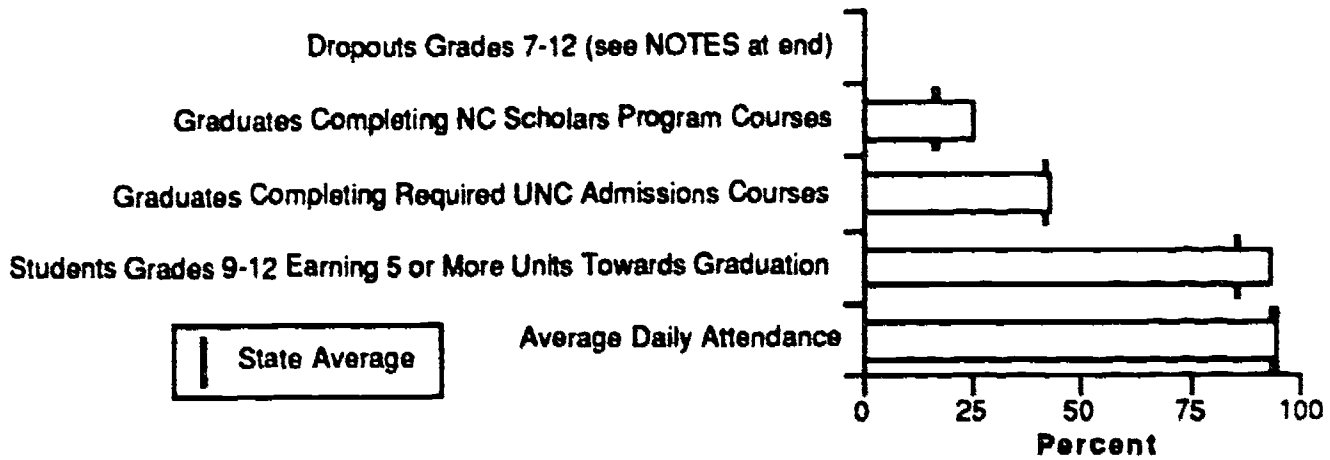 Dropouts Grades 7-12 (see NOTES at end)
Graduates Completing NC Scholars Program Courses
Graduates Completing Required UNC Admissions Courses
Students Grades 9-12 Earning 5 or More Units Towards Graduation
Average Daily Attendance
State Average
0 25 50 75 100
Percent